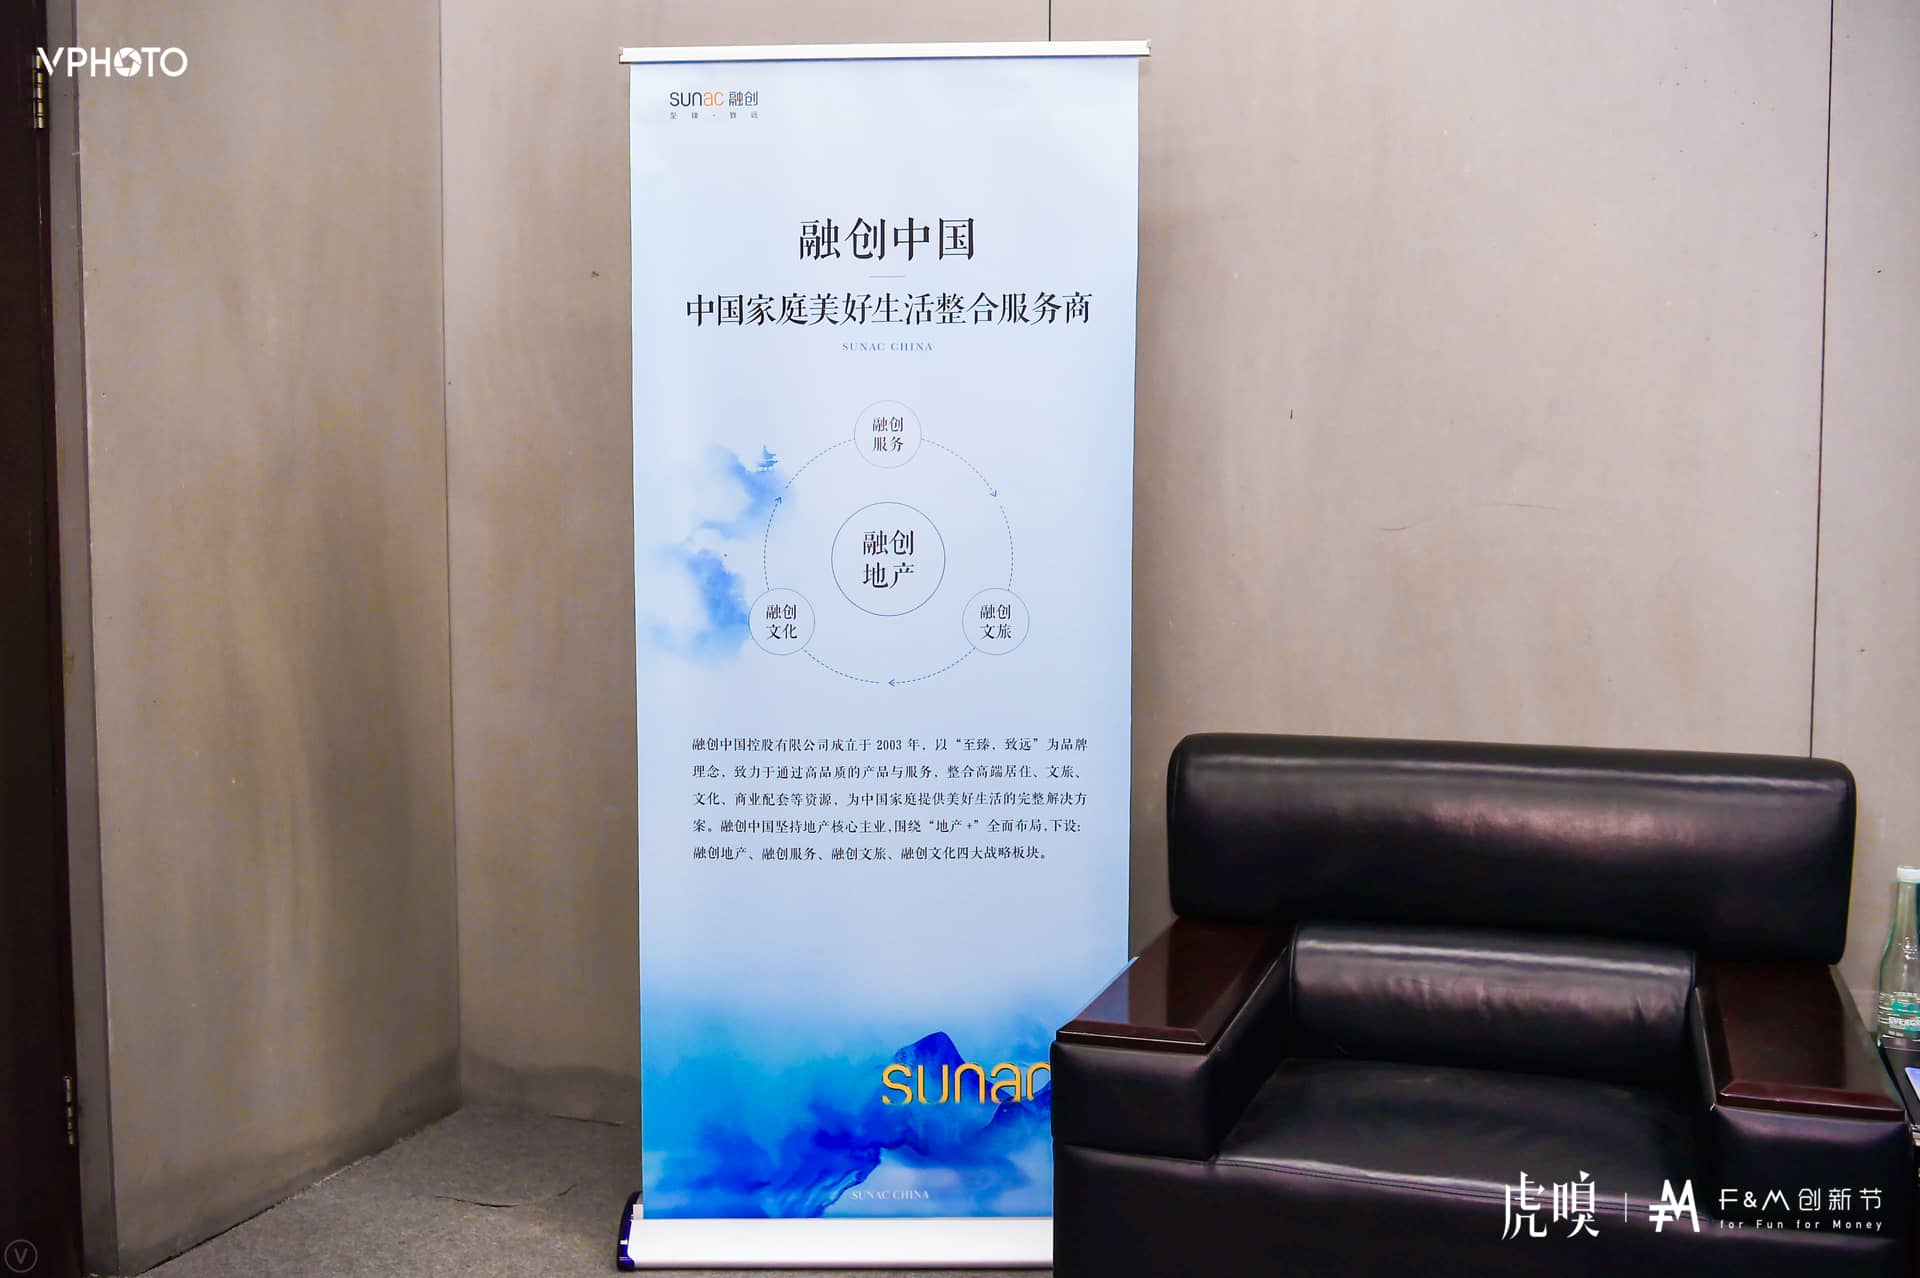 VPHOTO
sunac 融创
至臻·致远
融创中国
中国家庭美好生活整合服务商
SUNAC CHINA
融创
服务
融创
地产
融创
文化
融创
文旅
融创中国控股有限公司成立于 2003 年，以“至臻，致远”为品牌
理念，致力于通过高品质的产品与服务，整合高端居住、文旅、
文化、商业配套等资源，为中国家庭提供美好生活的完整解决方
案。融创中国坚持地产核心主业，围绕“地产+”全面布局，下设：
融创地产、融创服务、融创文旅、融创文化四大战略板块。
sunac
SUNAC CHINA
虎嗅
F&M创新节
for Fun for Money
V